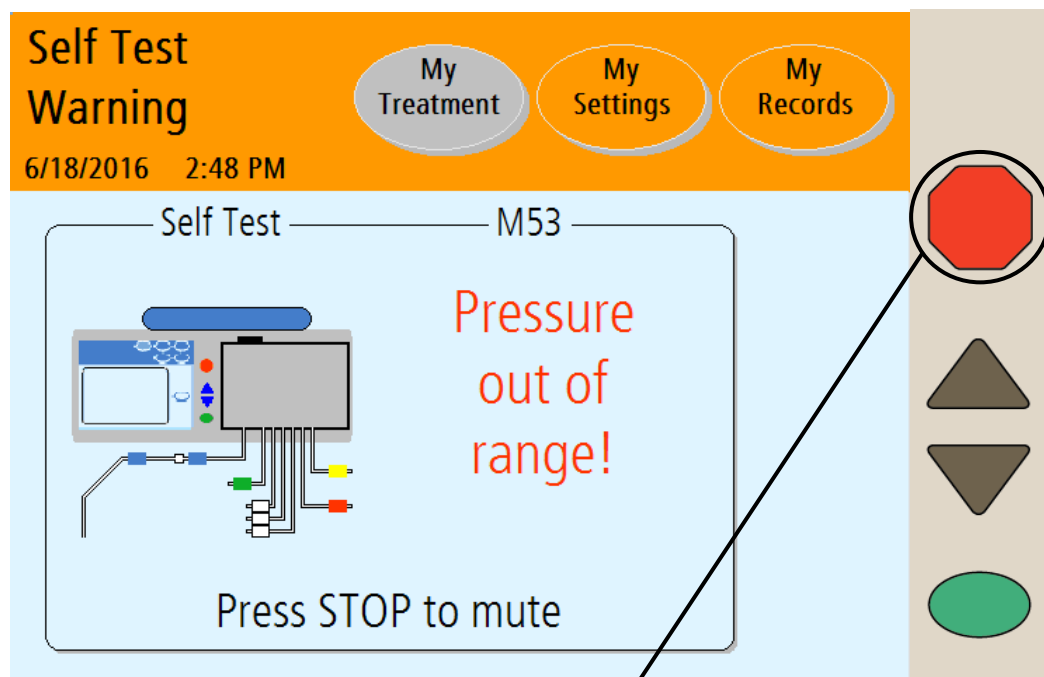 Self Test
Warning
6/18/2016 2:48 PM
My
Treatment
My
Settings
My
Records
Self Test
M53
Pressure
out of
range!
Press STOP to mute